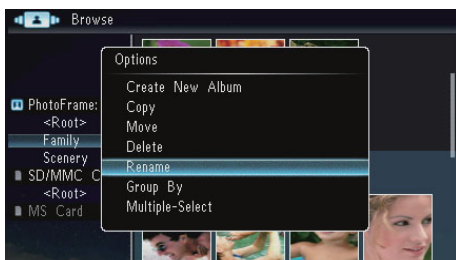 Browse
Options
Create New Album
Copy
Move
Delete
Rename
Group By
Multiple-Select
PhotoFrame:
<Root>
Family
Scenery
SD/MMC C
<Root>
MS Card